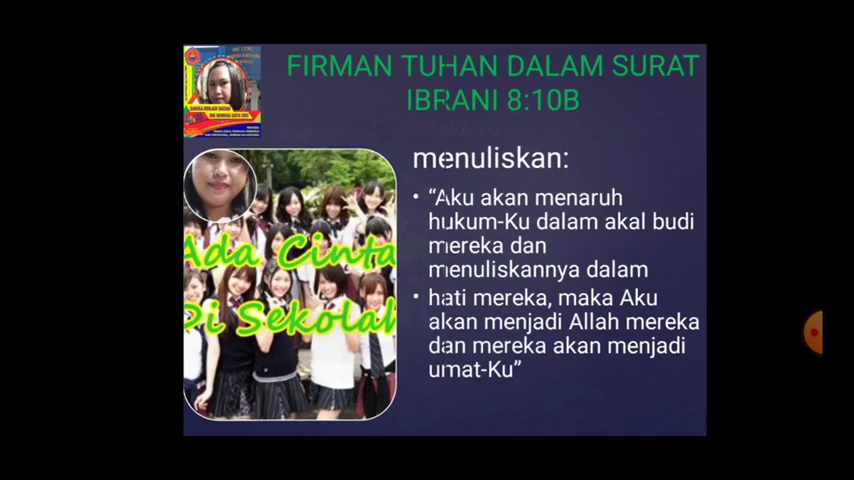 FIRMAN TUHAN DALAM SURAT
IBRANI 8:10B
menuliskan:
• “Aku akan menaruh
hukum-Ku dalam akal budi
mereka dan
menuliskannya dalam
• hati mereka, maka Aku
akan menjadi Allah mereka
dan mereka akan menjadi
umat-Ku”
Ada Cinta
Di Sekolah